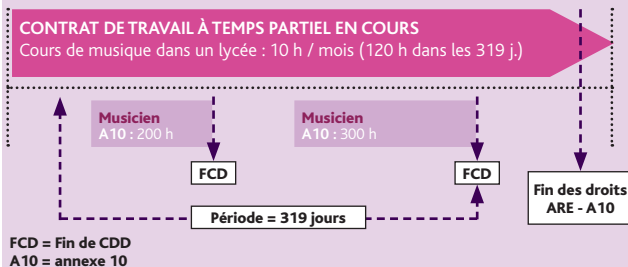 CONTRAT DE TRAVAIL À TEMPS PARTIEL EN COURS
Cours de musique dans un lycée : 10 h / mois (120 h dans les 319 j.)
Musicien
A10 : 200 h
Musicien
A10 : 300 h
FCD
FCD
Fin des droits
ARE - A10
Période = 319 jours
FCD = Fin de CDD
A10 = annexe 10